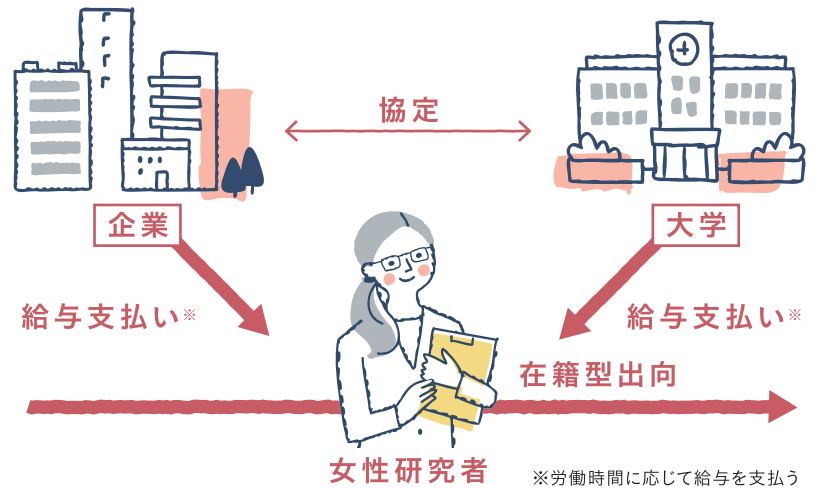 協定
企業
大学
給与支払い※
給与支払い※
在籍型出向
女性研究者
※労働時間に応じて給与を支払う